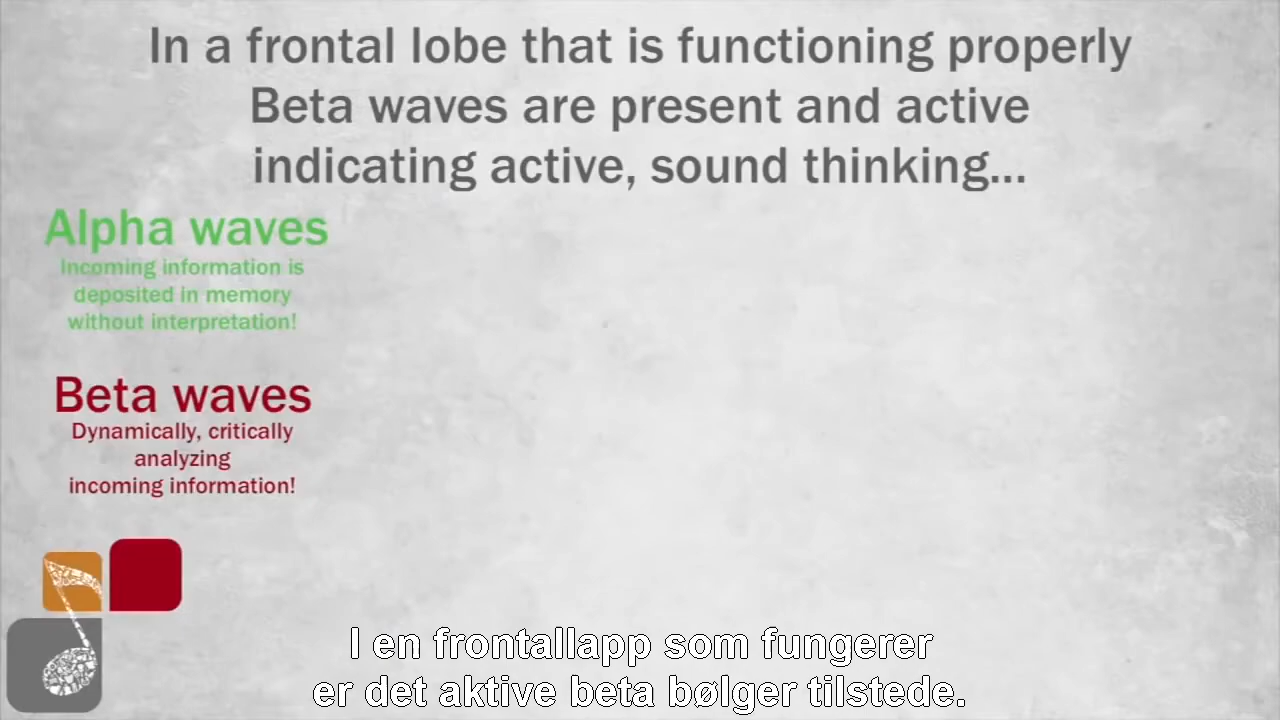 In a frontal lobe that is functioning properly
Beta waves are present and active
indicating active, sound thinking...
Alpha waves
Incoming information is
deposited in memory
without interpretation!
Beta waves
Dynamically, critically
analyzing
incoming information!
I en frontallapp som fungerer
er det aktive beta bølger tilstede.